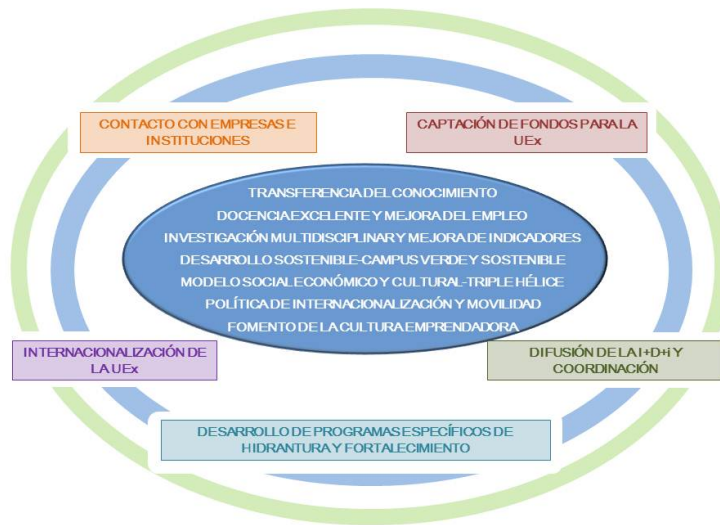 CONTACTO CON EMPRESAS E
INSTITUCIONES
CAPTACIÓN DE FONDOS PARA LA
UEx
TRANSFERENCIA DEL CONOCIMIENTO
DOCENCIA EXCELENTE Y MEJORA DEL EMPLEO
INVESTIGACIÓN MULTIDISCIPLINAR Y MEJORA DE INDICADORES
DESARROLLO SOSTENIBLE-CAMPUS VERDE Y SOSTENIBLE
MODELO SOCIAL ECONÓMICO Y CULTURAL-TRIPLE HÉLICE
POLÍTICA DE INTERNACIONALIZACIÓN Y MOVILIDAD
FOMENTO DE LA CULTURA EMPRENDADORA
INTERNACIONALIZACIÓN DE
LA UEx
DIFUSIÓN DE LA I+D+i Y
COORDINACIÓN
DESARROLLO DE PROGRAMAS ESPECÍFICOS DE
HIDRANTURA Y FORTALECIMIENTO